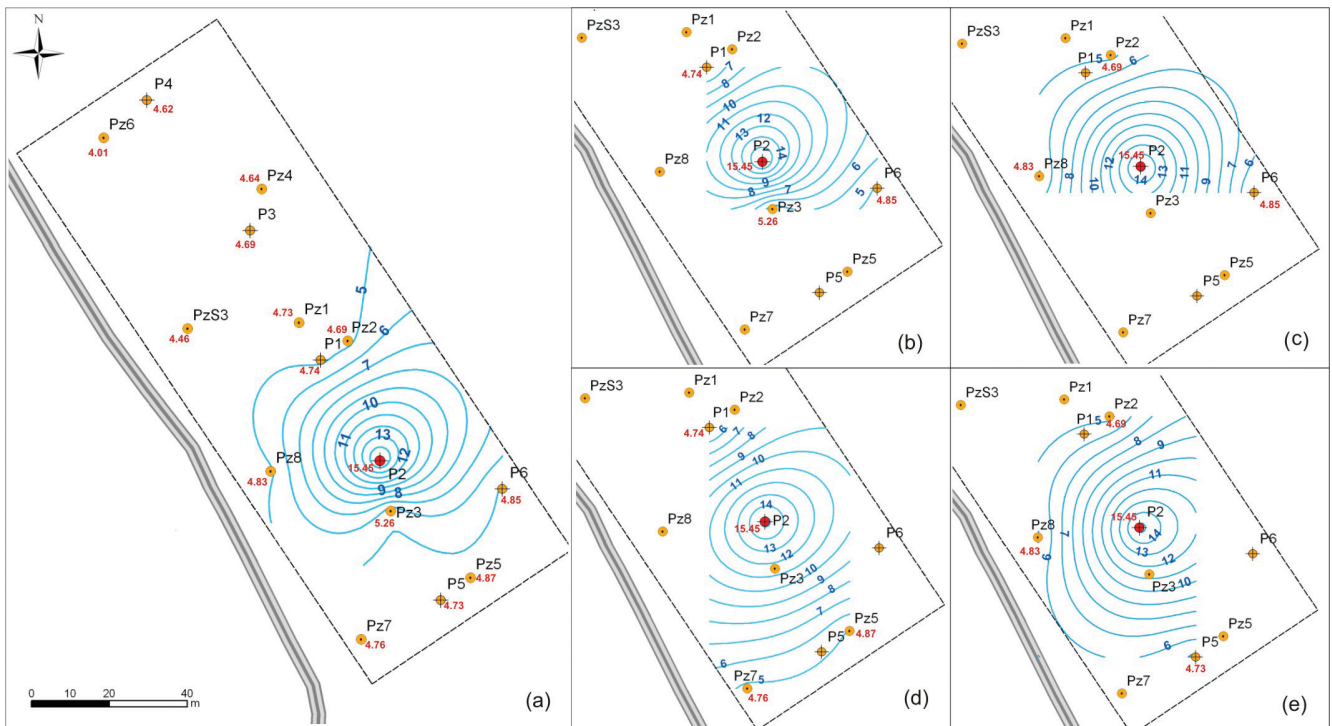 N
P4
4.62
Pz6
4.01
4.64
Pz4
P3
4.69
5
PzS3
4.46
4.73
Pz1
4.69
Pz2
6
P1
4.74
7
10
13
11
12
15.45
P2
Pz8
4.83
9
8
P6
4.85
Pz3
5.26
Pz5
4.87
P5
4.73
Pz7
4.76
0 20 40
m
(a)
PzS3
Pz1
Pz2
P1
4.74
7
8
10
11
12
13
P2
14
15.45
Pz8
9
8
7
6
5
P6
4.85
Pz3
5.26
Pz5
P5
Pz7
(b)
PzS3
Pz1
Pz2
P1
5
4.69
6
4.83
Pz8
8
10
12
15.45
P2
14
13
11
9
7
6
P6
4.85
Pz3
Pz5
P5
Pz7
(c)
PzS3
Pz1
Pz2
P1
4.74
6
7
8
9
10
11
14
15.45
P2
Pz8
13
12
Pz3
10
9
8
7
P6
Pz5
4.87
P5
6
5
Pz7
4.76
(d)
PzS3
Pz1
Pz2
P1
5
4.69
8
9
11
15.45
P2
14
13
12
10
Pz8
4.83
7
6
Pz3
P6
Pz5
P5
4.73
6
Pz7
(e)